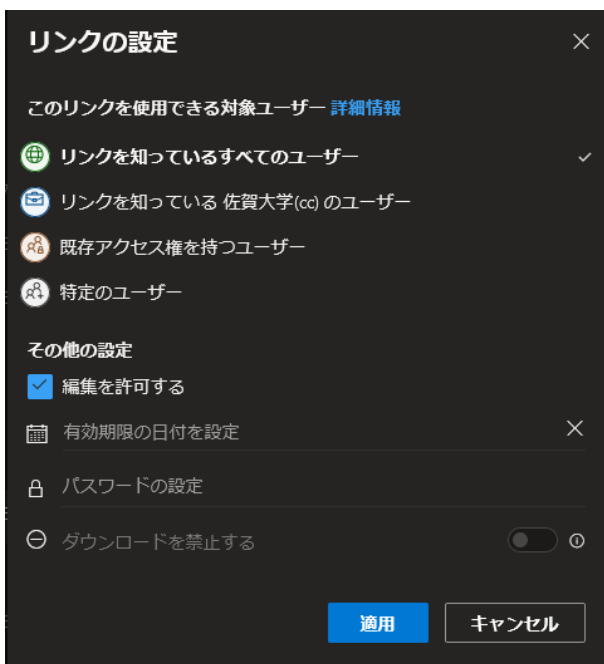 リンクの設定
このリンクを使用できる対象ユーザー 詳細情報
リンクを知っているすべてのユーザー
リンクを知っている 佐賀大学(cc) のユーザー
既存アクセス権を持つユーザー
特定のユーザー
その他の設定
編集を許可する
有効期限の日付を設定
パスワードの設定
ダウンロードを禁止する
適用 キャンセル